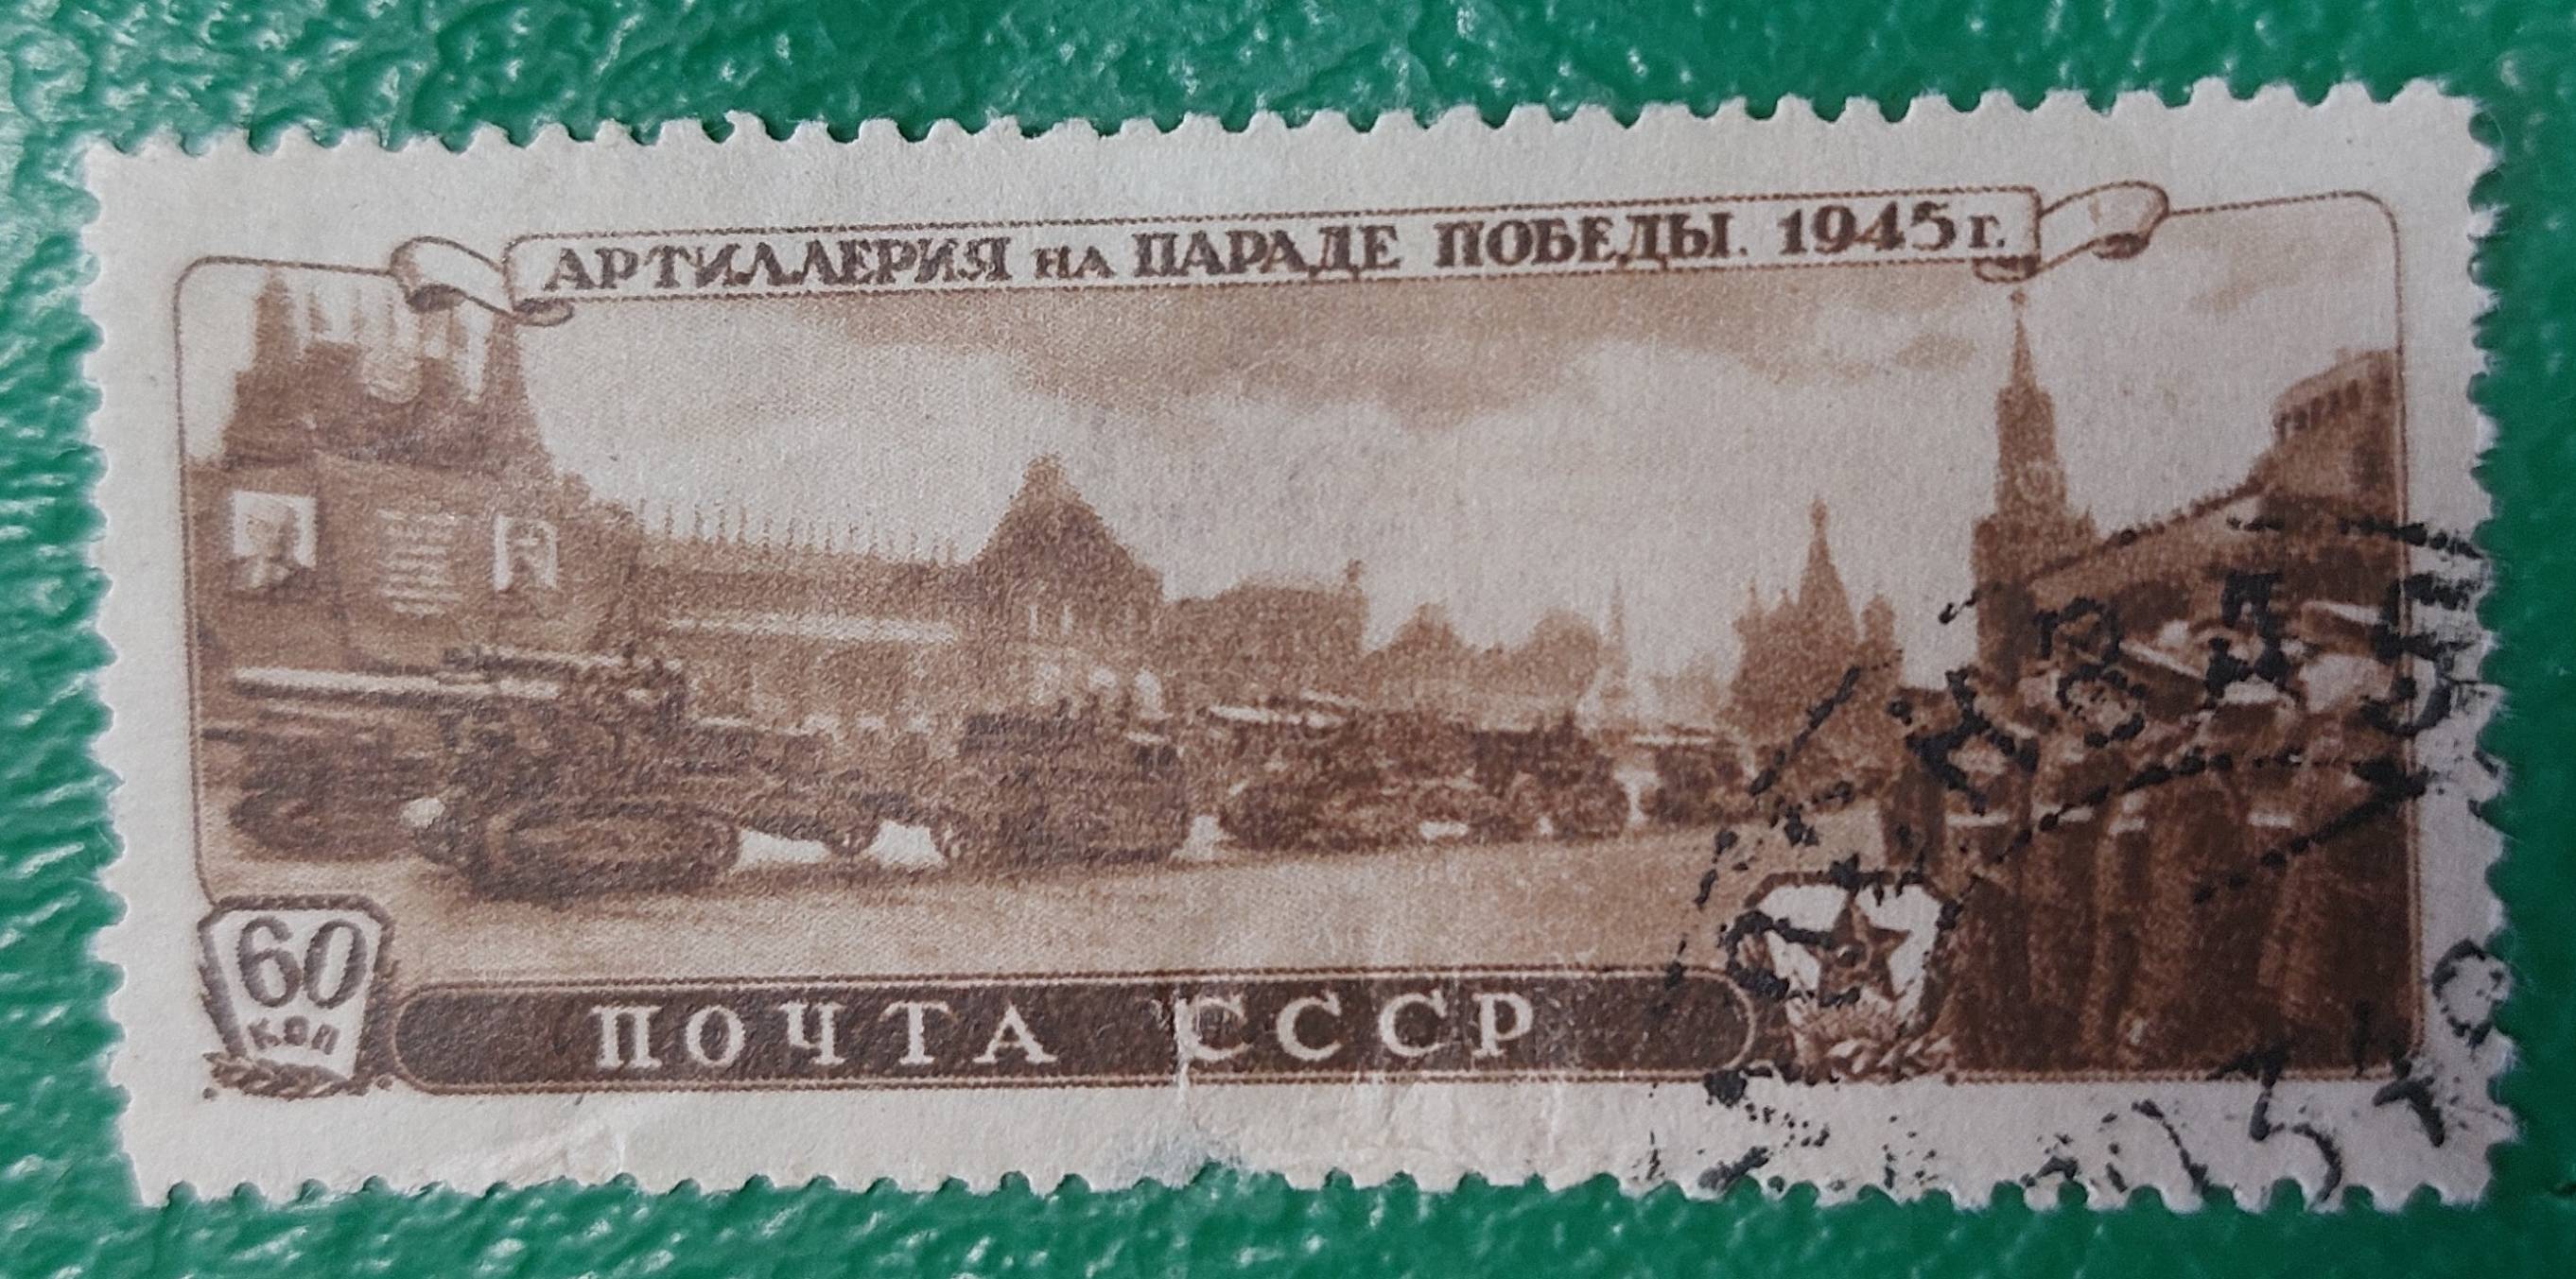 АРТИЛЛЕРИЯ на ПАРАДЕ ПОБЕДЫ. 1945 г.
60
КОП
ПОЧТА СССР